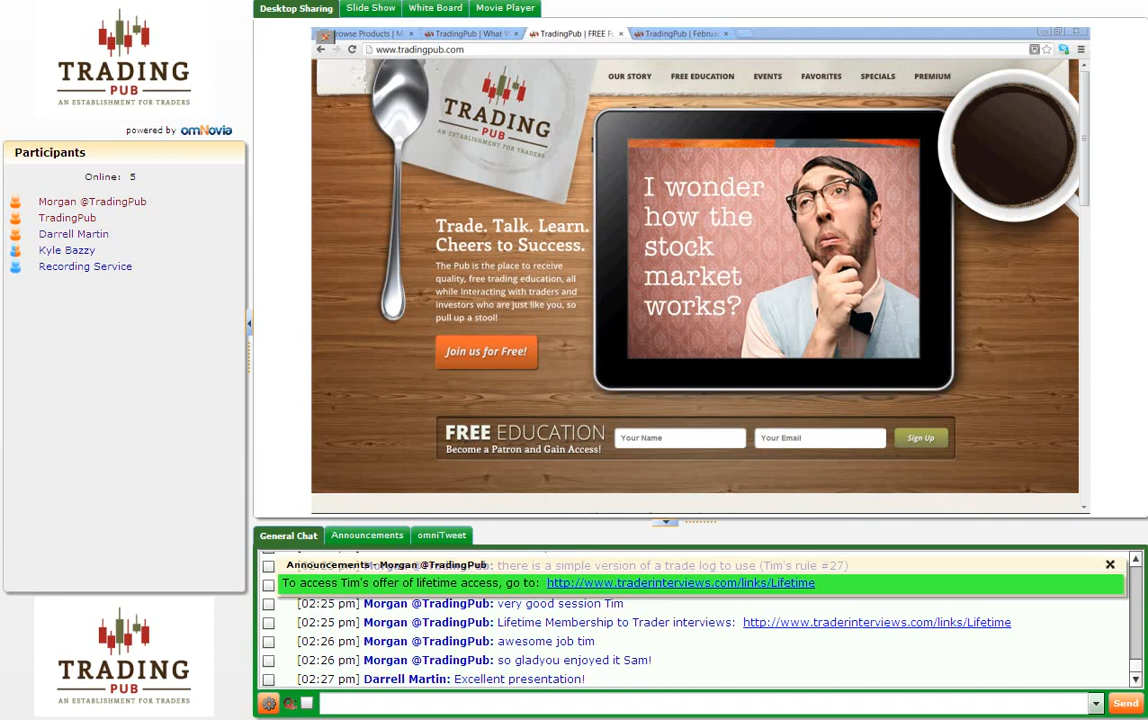 Desktop Sharing
Slide Show
White Board
Movie Player
TRADING
PUB
AN ESTABLISHMENT FOR TRADERS
powered by omNovia
Participants
Online: 5
Morgan @TradingPub
TradingPub
Darrell Martin
Kyle Bazzy
Recording Service
rowse Products | M
TradingPub | What W
TradingPub | FREE F
TradingPub | Februa
www.tradingpub.com
OUR STORY
FREE EDUCATION
EVENTS
FAVORITES
SPECIALS
PREMIUM
TRADING
PUB
AN ESTABLISHMENT FOR TRADERS
Trade. Talk. Learn.
Cheers to Success.
The Pub is the place to receive
quality, free trading education, all
while interacting with traders and
investors who are just like you, so
pull up a stool!
Join us for Free!
I wonder
how the
stock
market
works?
FREE EDUCATION
Become a Patron and Gain Access!
Your Name
Your Email
Sign Up
General Chat
Announcements
omniTweet
there is a simple version of a trade log to use (Tim's rule #27)
Announcements- Morgan @TradingPub
To access Tim's offer of lifetime access, go to: http://www.traderinterviews.com/links/Lifetime
[02:25 pm] Morgan @TradingPub: very good session Tim
[02:25 pm] Morgan @TradingPub: Lifetime Membership to Trader interviews: http://www.traderinterviews.com/links/Lifetime
[02:26 pm] Morgan @TradingPub: awesome job tim
[02:26 pm] Morgan @TradingPub: so gladyou enjoyed it Sam!
[02:27 pm] Darrell Martin: Excellent presentation!
Send
TRADING
PUB
AN ESTABLISHMENT FOR TRADERS